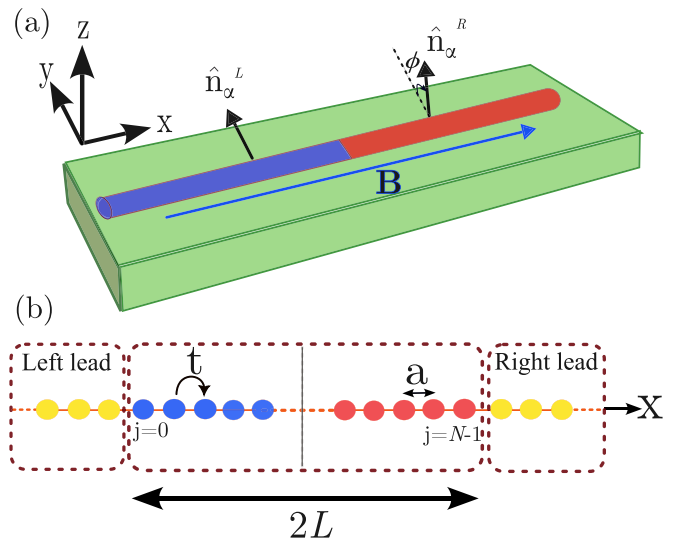 (a)
z
y
x
n̂α L
ϕ
n̂α R
B
(b)
Left lead
t
a
Right lead
j=0
j=N-1
X
2L